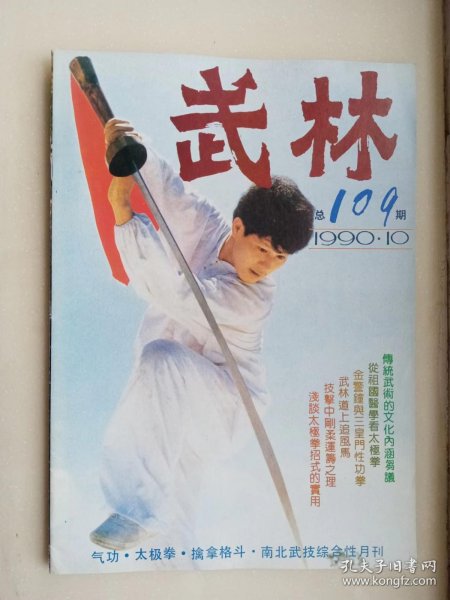 武林
总109期
1990·10
傳統武術的文化內涵芻議
從祖國醫學看太極拳
金警鐘與三皇門性功拳
武林道上追風馬
技擊中剛柔運籌之理
淺談太極拳招式的實用
气功·太极拳·擒拿格斗·南北武技综合性月刊
孔夫子旧书网
www.kongfz.com